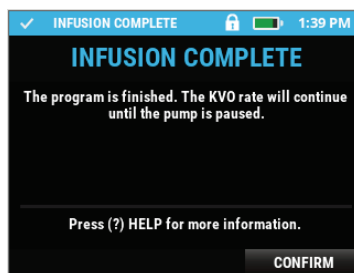 INFUSION COMPLETE 1:39 PM
INFUSION COMPLETE
The program is finished. The KVO rate will continue
until the pump is paused.
Press (?) HELP for more information.
CONFIRM